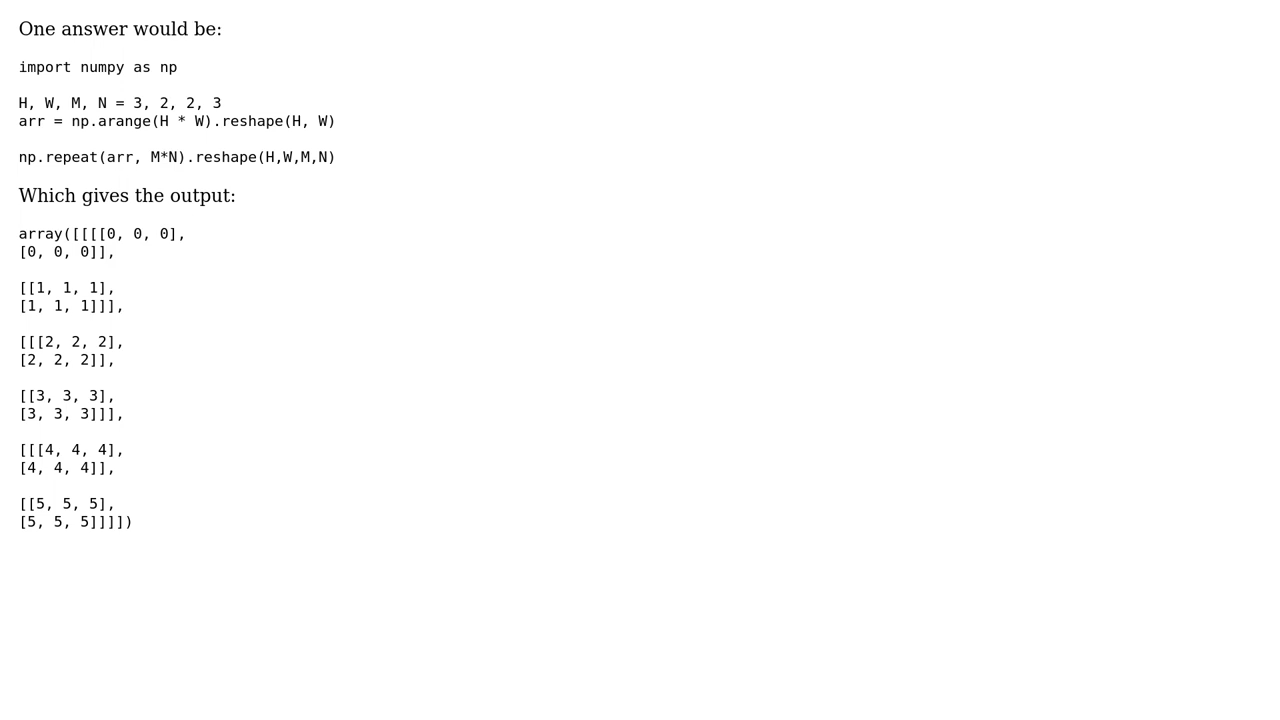 One answer would be:
import numpy as np
H, W, M, N = 3, 2, 2, 3
arr = np.arange(H * W).reshape(H, W)
np.repeat(arr, M*N).reshape(H,W,M,N)
Which gives the output:
array([[[[0, 0, 0],
[0, 0, 0]],
[[1, 1, 1],
[1, 1, 1]]],
[[[2, 2, 2],
[2, 2, 2]],
[[3, 3, 3],
[3, 3, 3]]],
[[[4, 4, 4],
[4, 4, 4]],
[[5, 5, 5],
[5, 5, 5]]]])